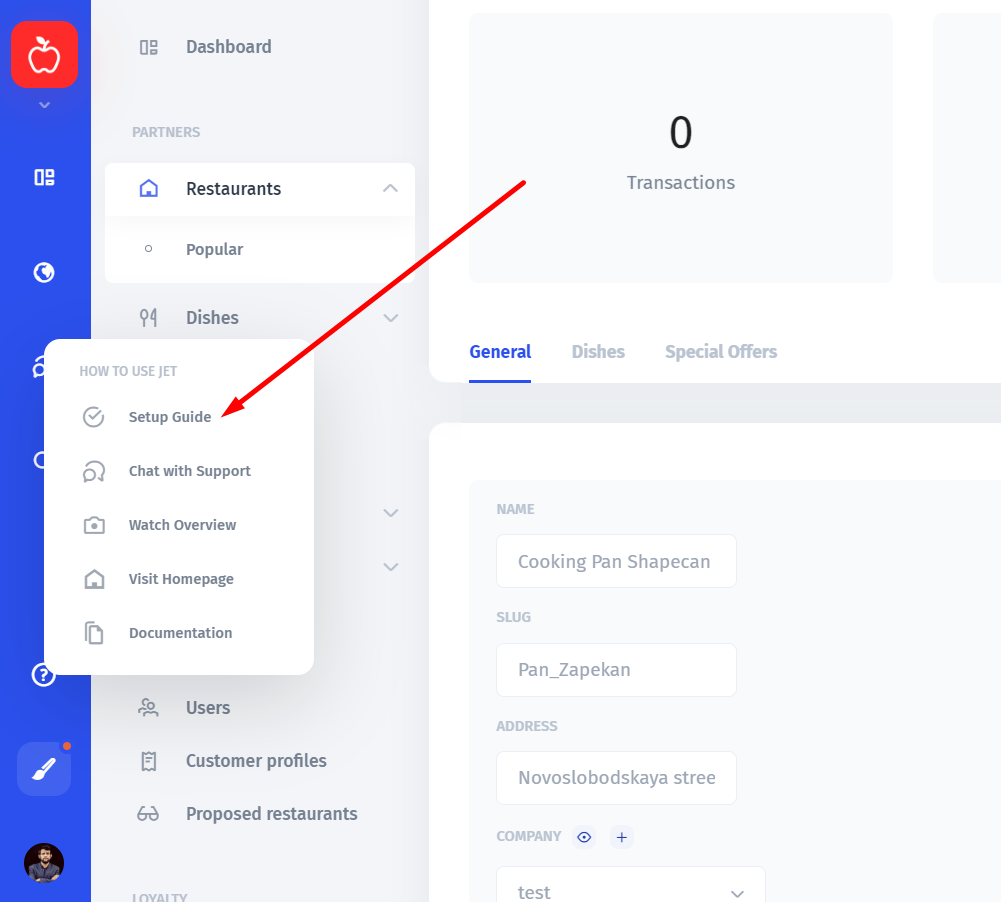 Dashboard
PARTNERS
Restaurants
Popular
Dishes
HOW TO USE JET
Setup Guide
Chat with Support
Watch Overview
Visit Homepage
Documentation
Users
Customer profiles
Proposed restaurants
LOYALTY
0
Transactions
General
Dishes
Special Offers
NAME
Cooking Pan Shapecan
SLUG
Pan_Zapekan
ADDRESS
Novoslobodskaya stree
COMPANY
test